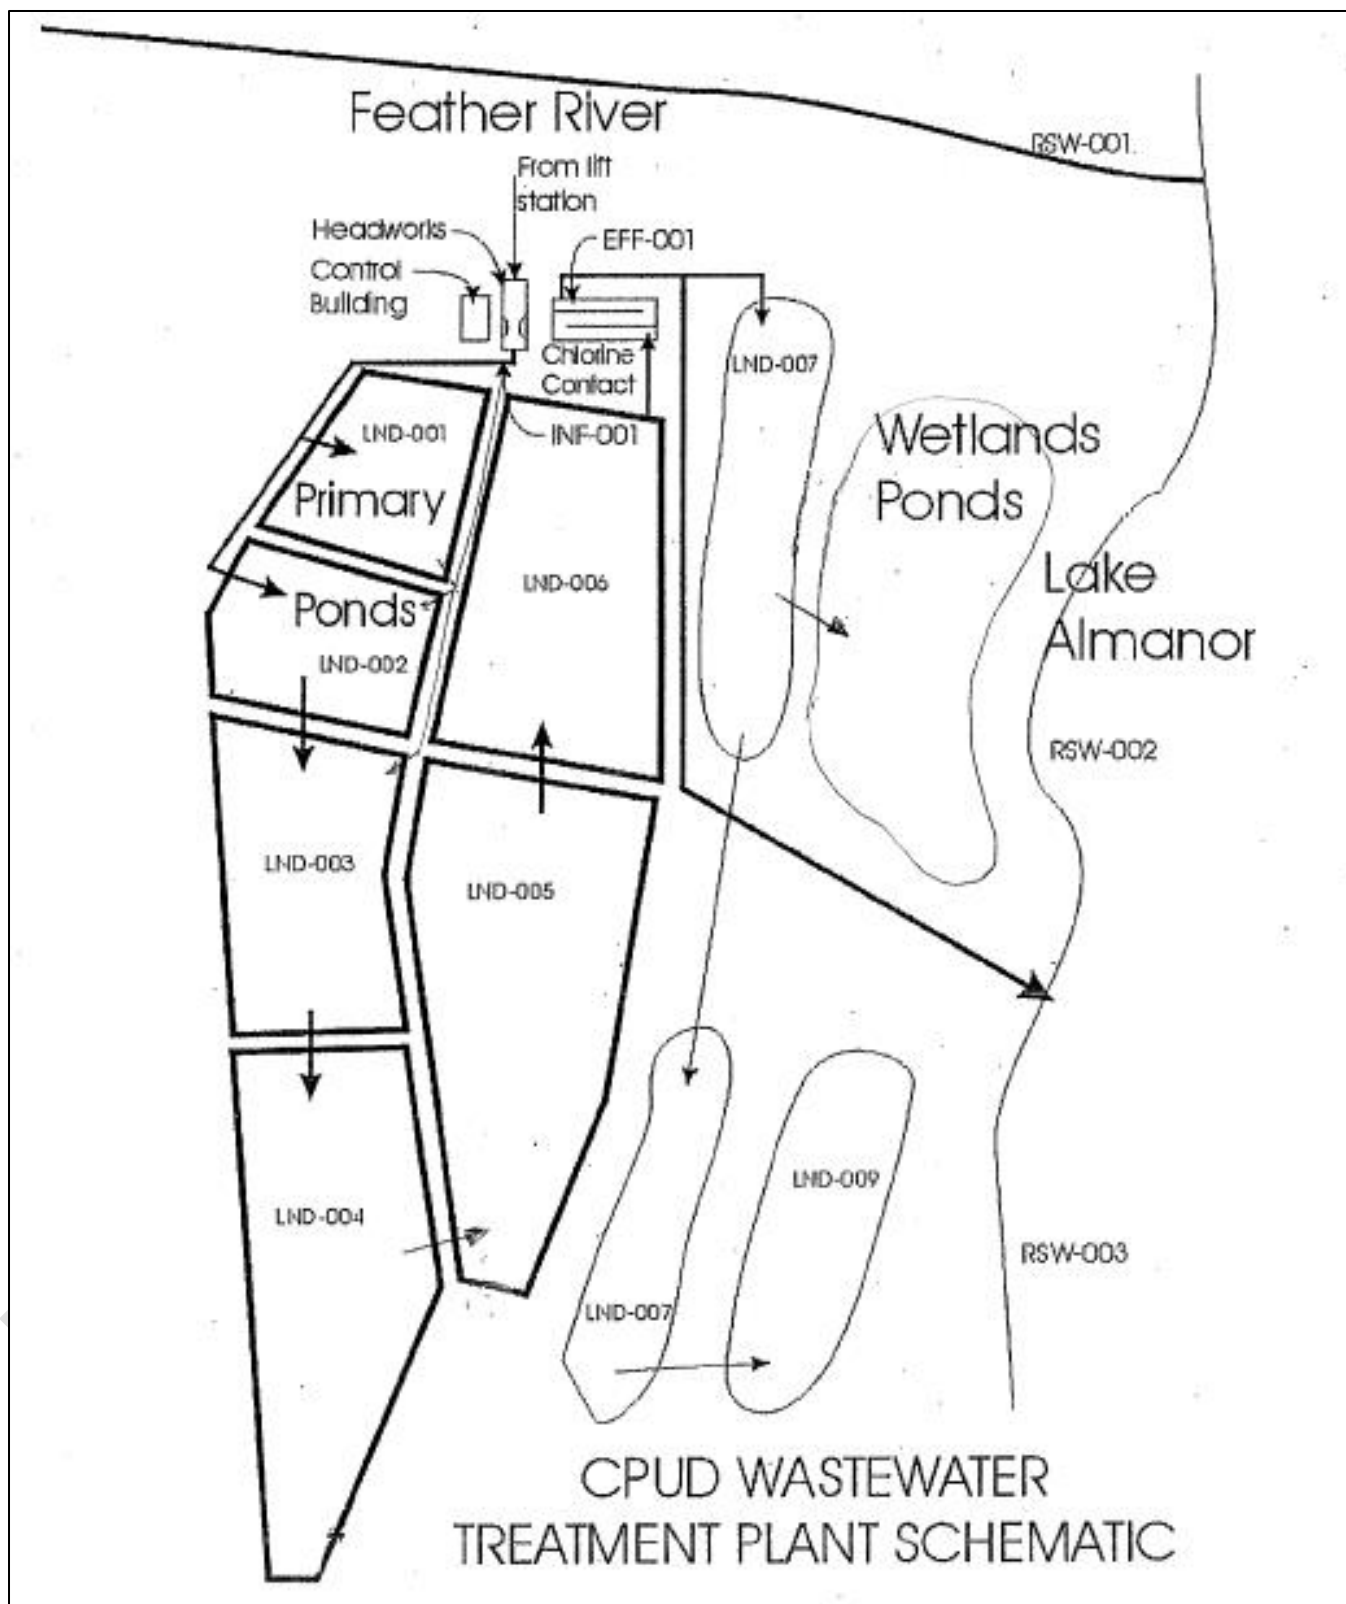 Feather River
RSW-001
From lift
station
Headworks
EFF-001
Control
Building
Chlorine
Contact
LND-007
LND-001
INF-001
Wetlands
Ponds
Primary
LND-006
Lake
Almanor
Ponds
LND-002
RSW-002
LND-003
LND-005
LND-009
LND-004
RSW-003
LND-007
CPUD WASTEWATER
TREATMENT PLANT SCHEMATIC